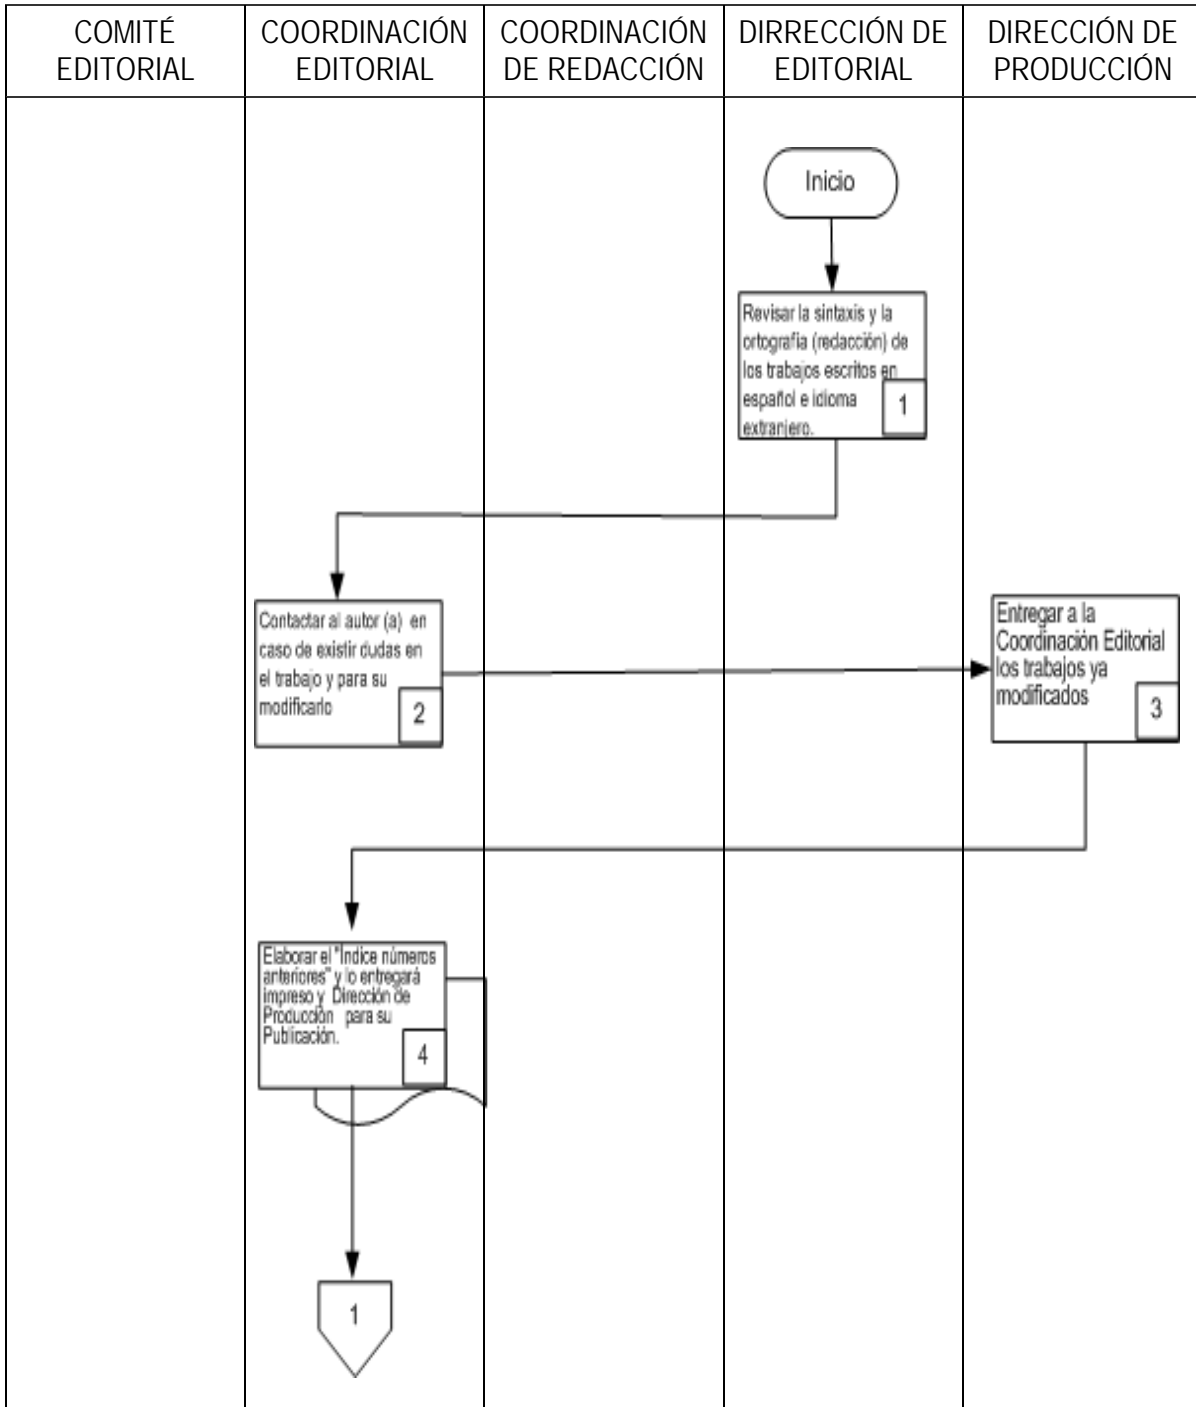 COMITÉ
EDITORIAL
COORDINACIÓN
EDITORIAL
COORDINACIÓN
DE REDACCIÓN
DIRRECCIÓN DE
EDITORIAL
DIRECCIÓN DE
PRODUCCIÓN
Inicio
Revisar la sintaxis y la
ortografía (redacción) de
los trabajos escritos en
español e idioma
extranjero.
1
Contactar al autor (a) en
caso de existir dudas en
el trabajo y para su
modificarlo
2
Entregar a la
Coordinación Editorial
los trabajos ya
modificados
3
Elaborar el "Índice números
anteriores" y lo entregará
impreso y Dirección de
Producción para su
Publicación.
4
1